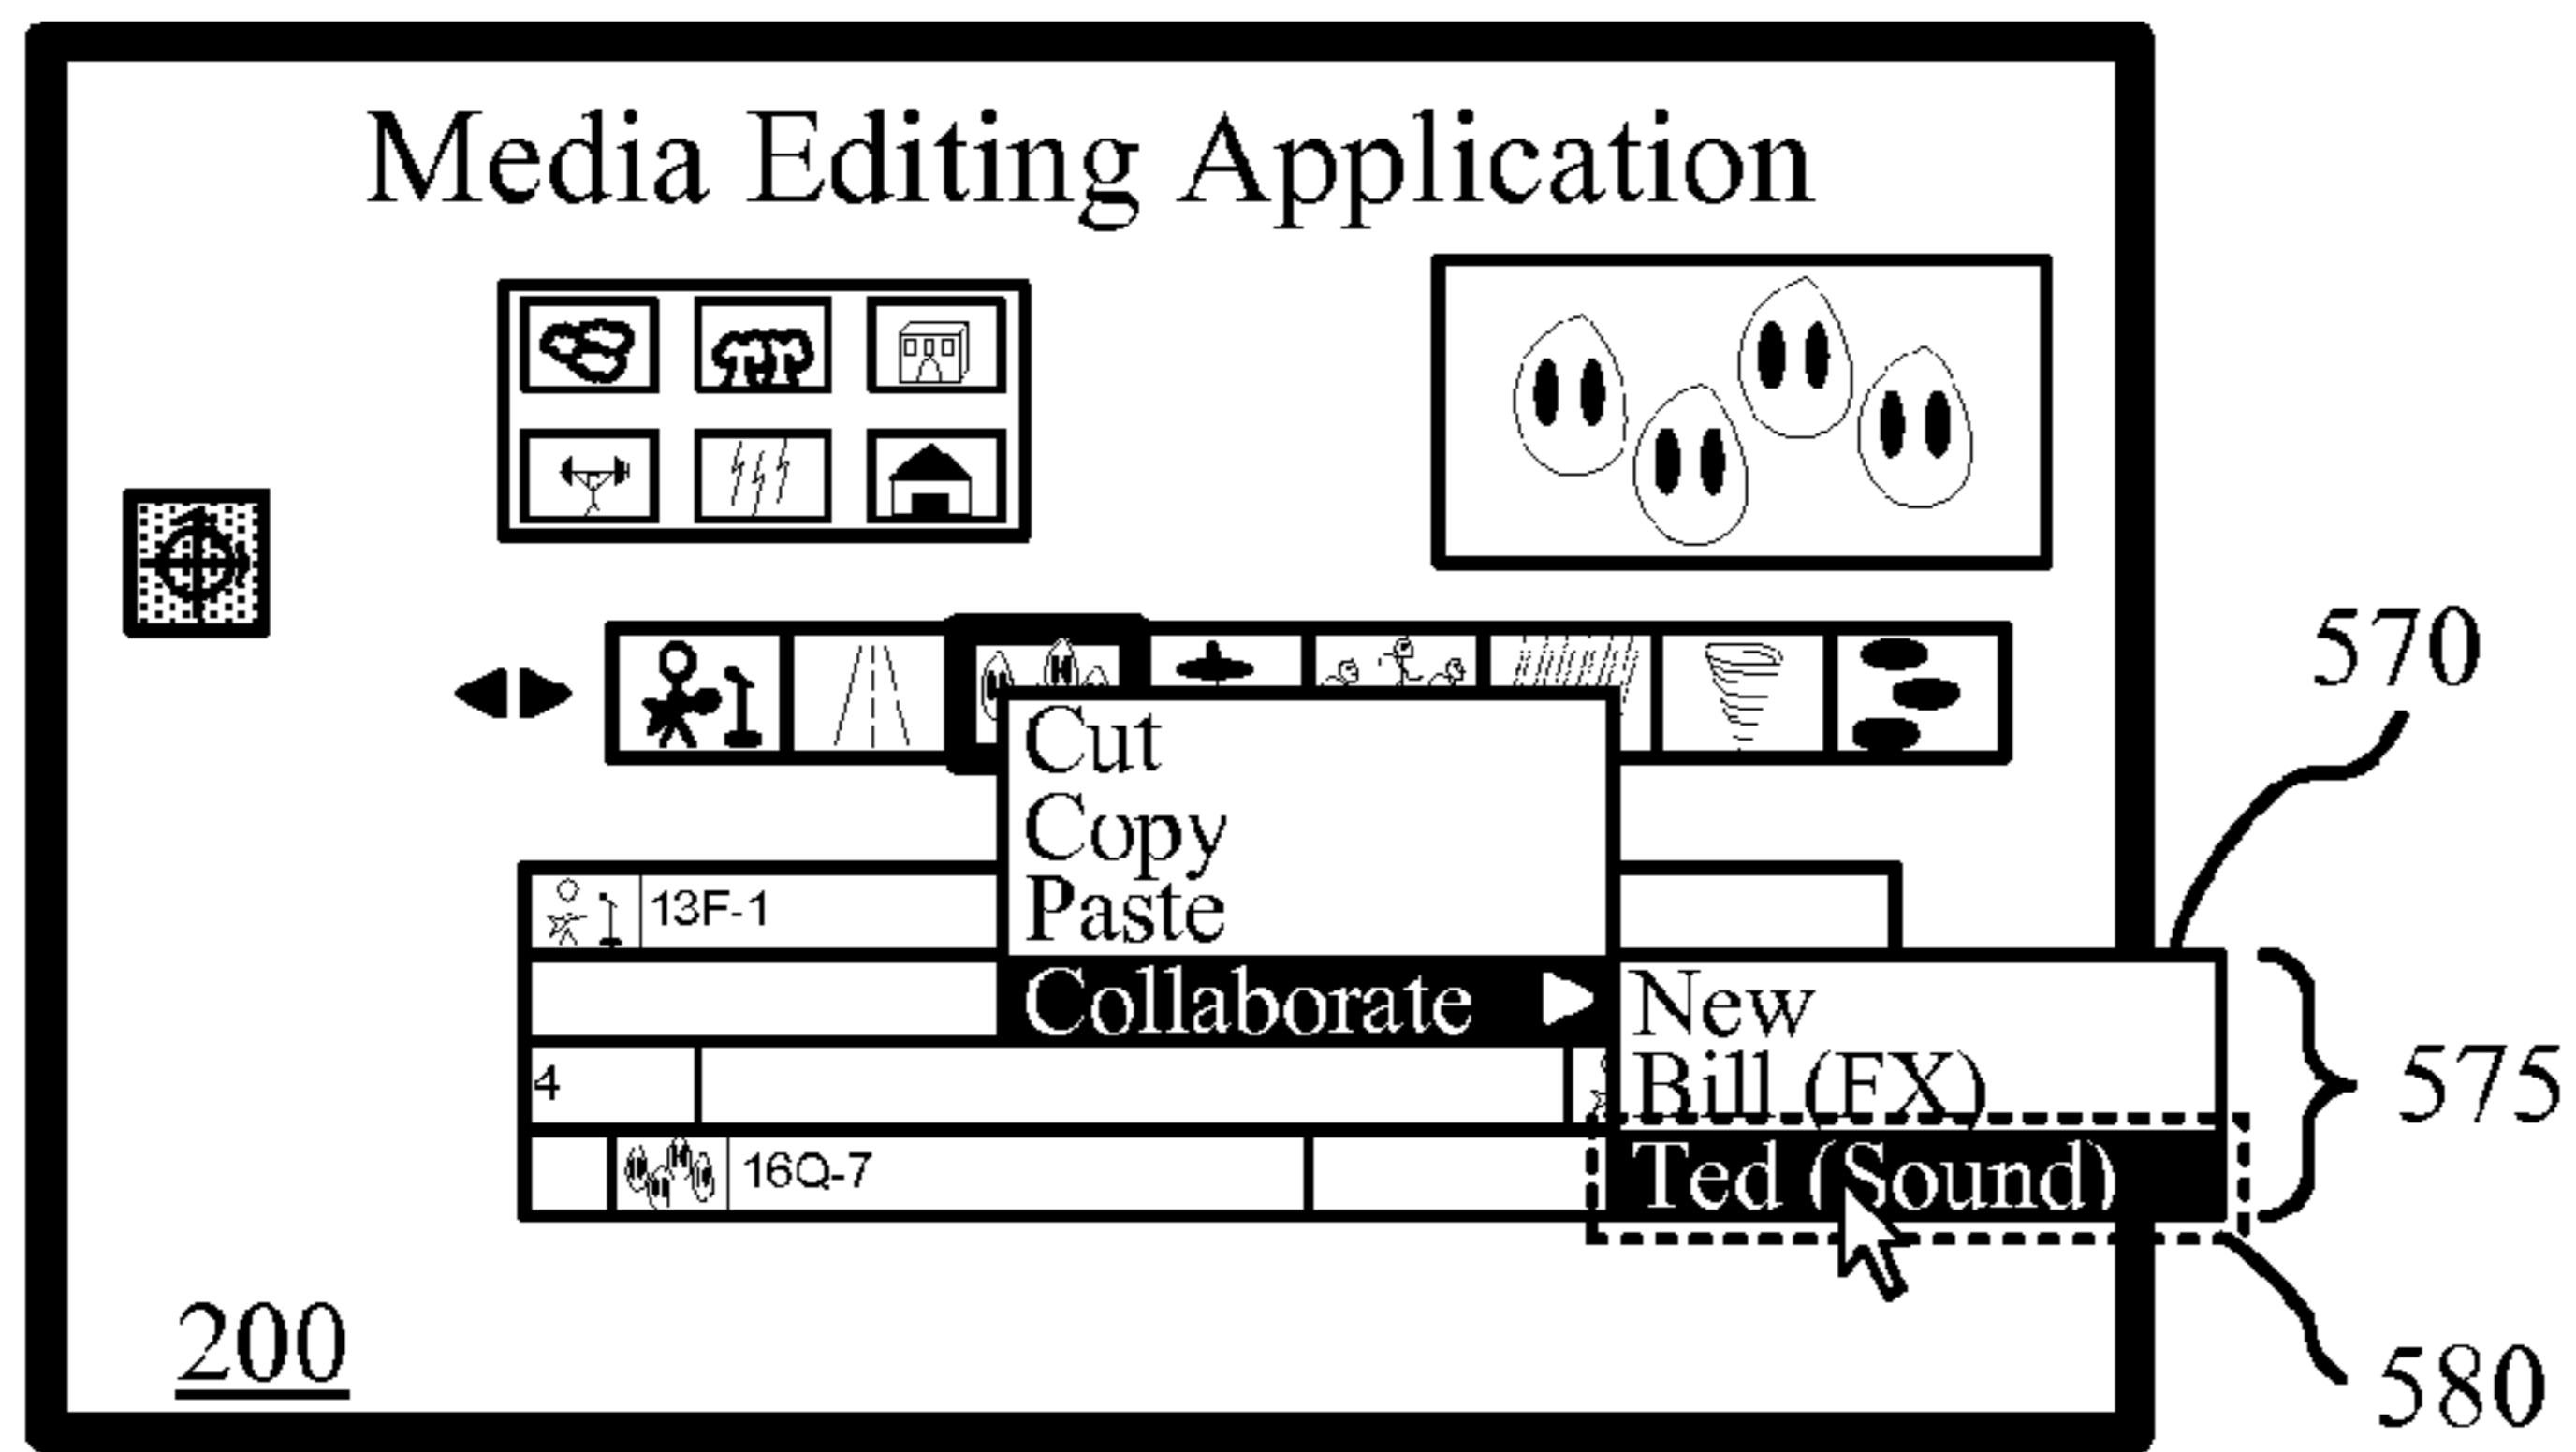 Media Editing Application
570
Cut
Copy
Paste
13F-1
Collaborate
New
Bill (FX)
575
4
Ted (Sound)
16Q-7
200
580